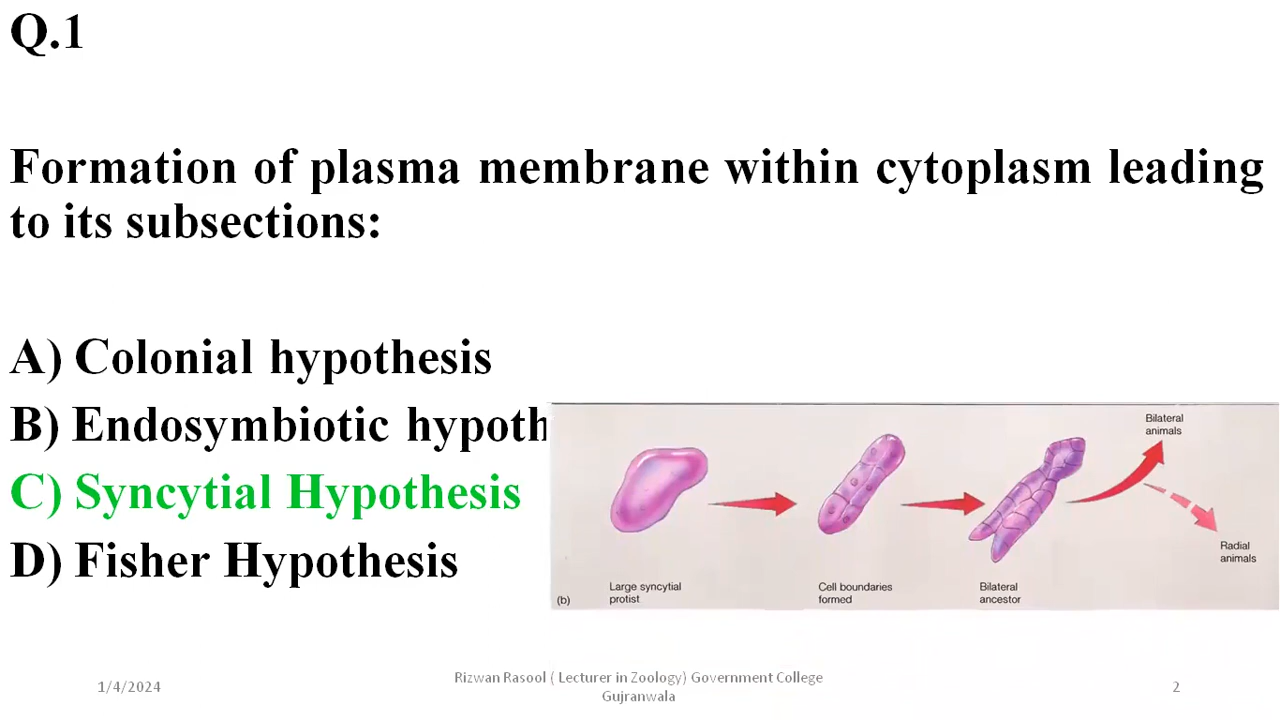 Q.1
Formation of plasma membrane within cytoplasm leading
to its subsections:
A) Colonial hypothesis
B) Endosymbiotic hypoth
C) Syncytial Hypothesis
D) Fisher Hypothesis
Bilateral
animals
Radial
animals
(b)
Large syncytial
protist
Cell boundaries
formed
Bilateral
ancestor
1/4/2024
Rizwan Rasool ( Lecturer in Zoology) Government College
Gujranwala
2